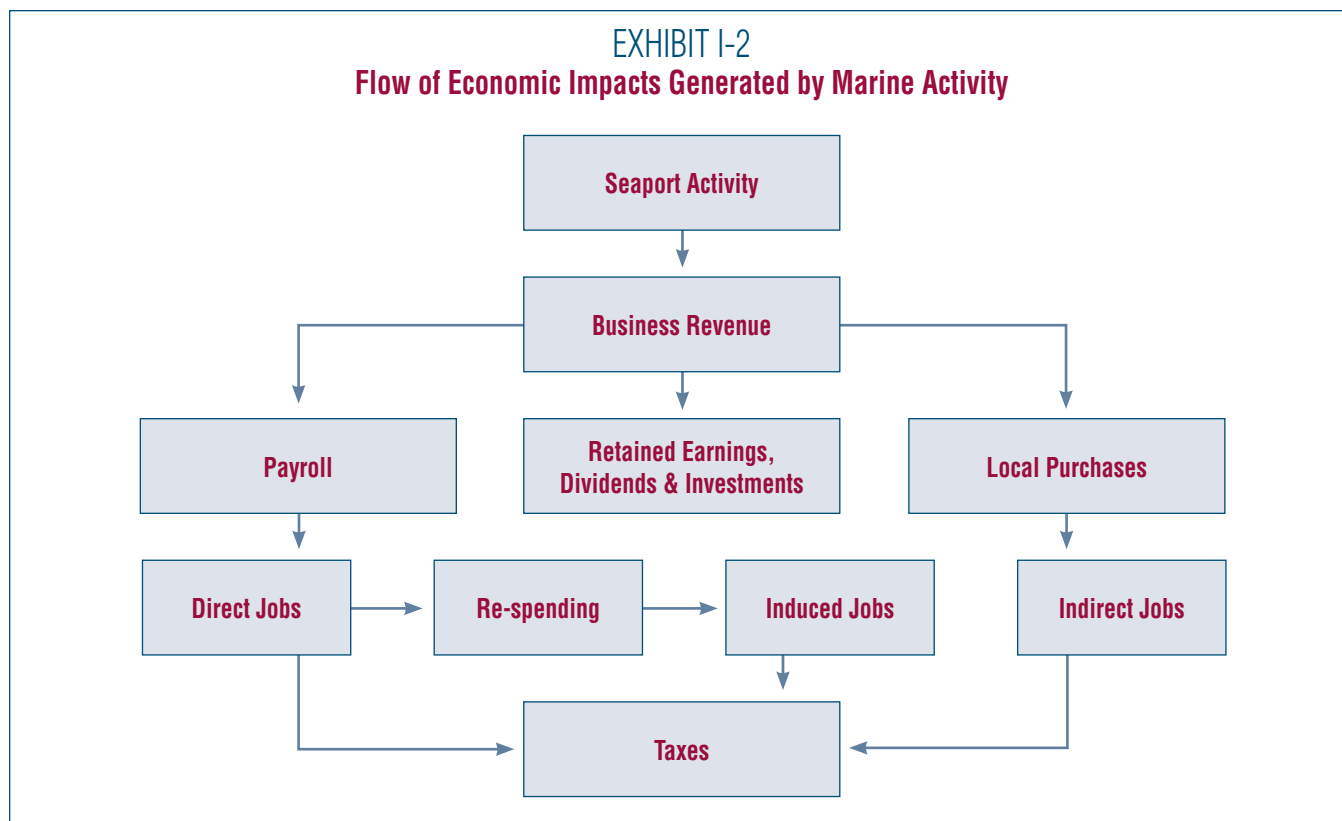 EXHIBIT I-2
Flow of Economic Impacts Generated by Marine Activity
Seaport Activity
Business Revenue
Payroll
Retained Earnings,
Dividends & Investments
Local Purchases
Direct Jobs
Re-spending
Induced Jobs
Indirect Jobs
Taxes